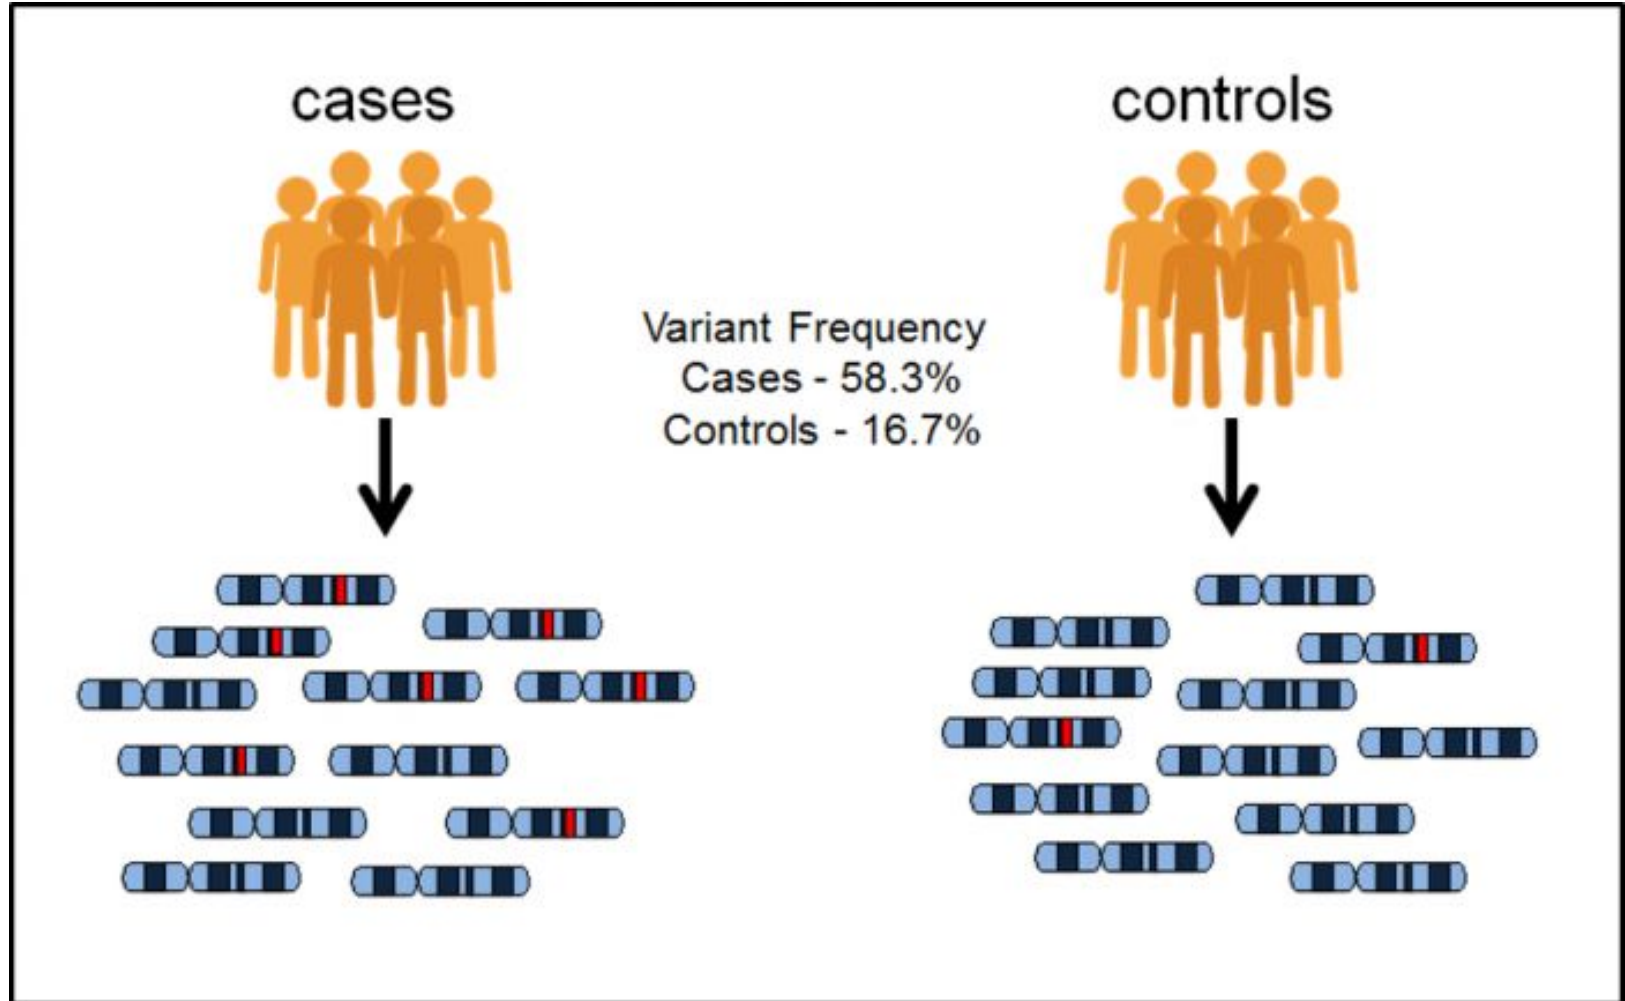 cases
controls
Variant Frequency
Cases - 58.3%
Controls - 16.7%